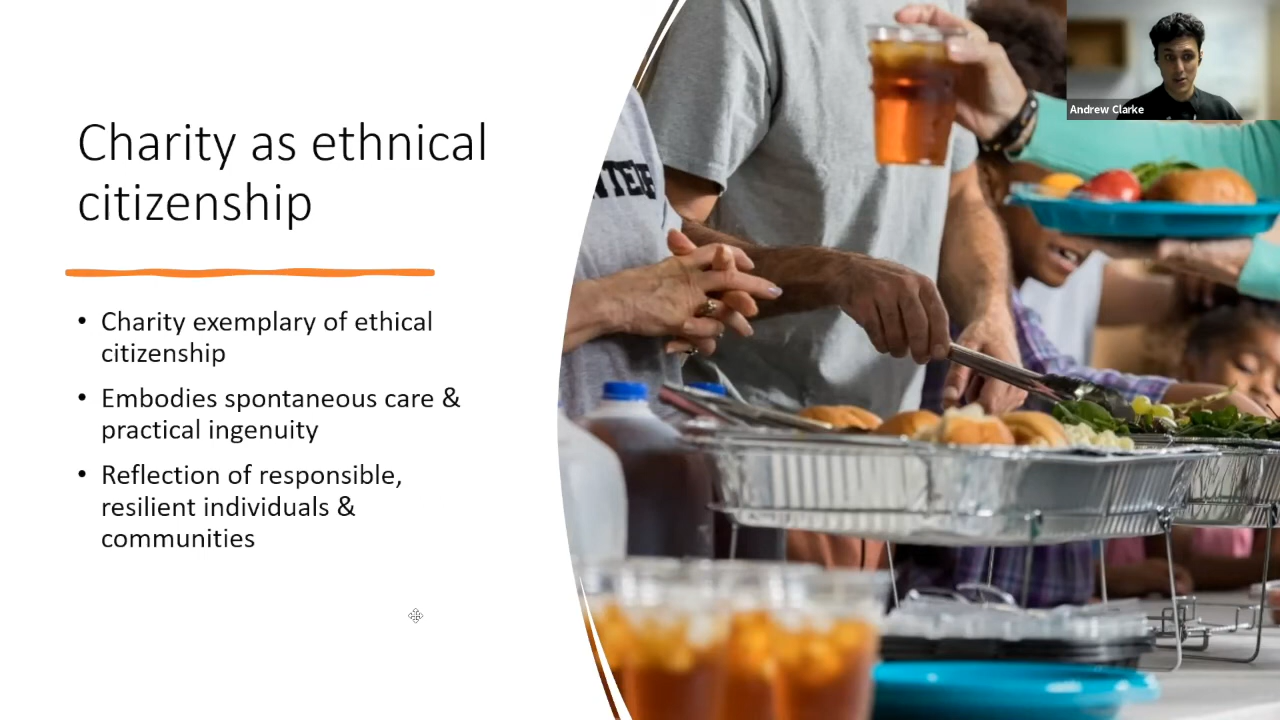 Andrew Clarke
Charity as ethnical
citizenship
• Charity exemplary of ethical
citizenship
• Embodies spontaneous care &
practical ingenuity
• Reflection of responsible,
resilient individuals &
communities